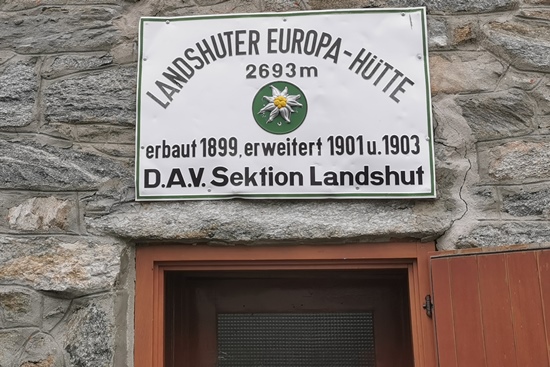 LANDSHUTER EUROPA-HÜTTE
2693m
erbaut 1899, erweitert 1901 u. 1903
D.A.V. Sektion Landshut